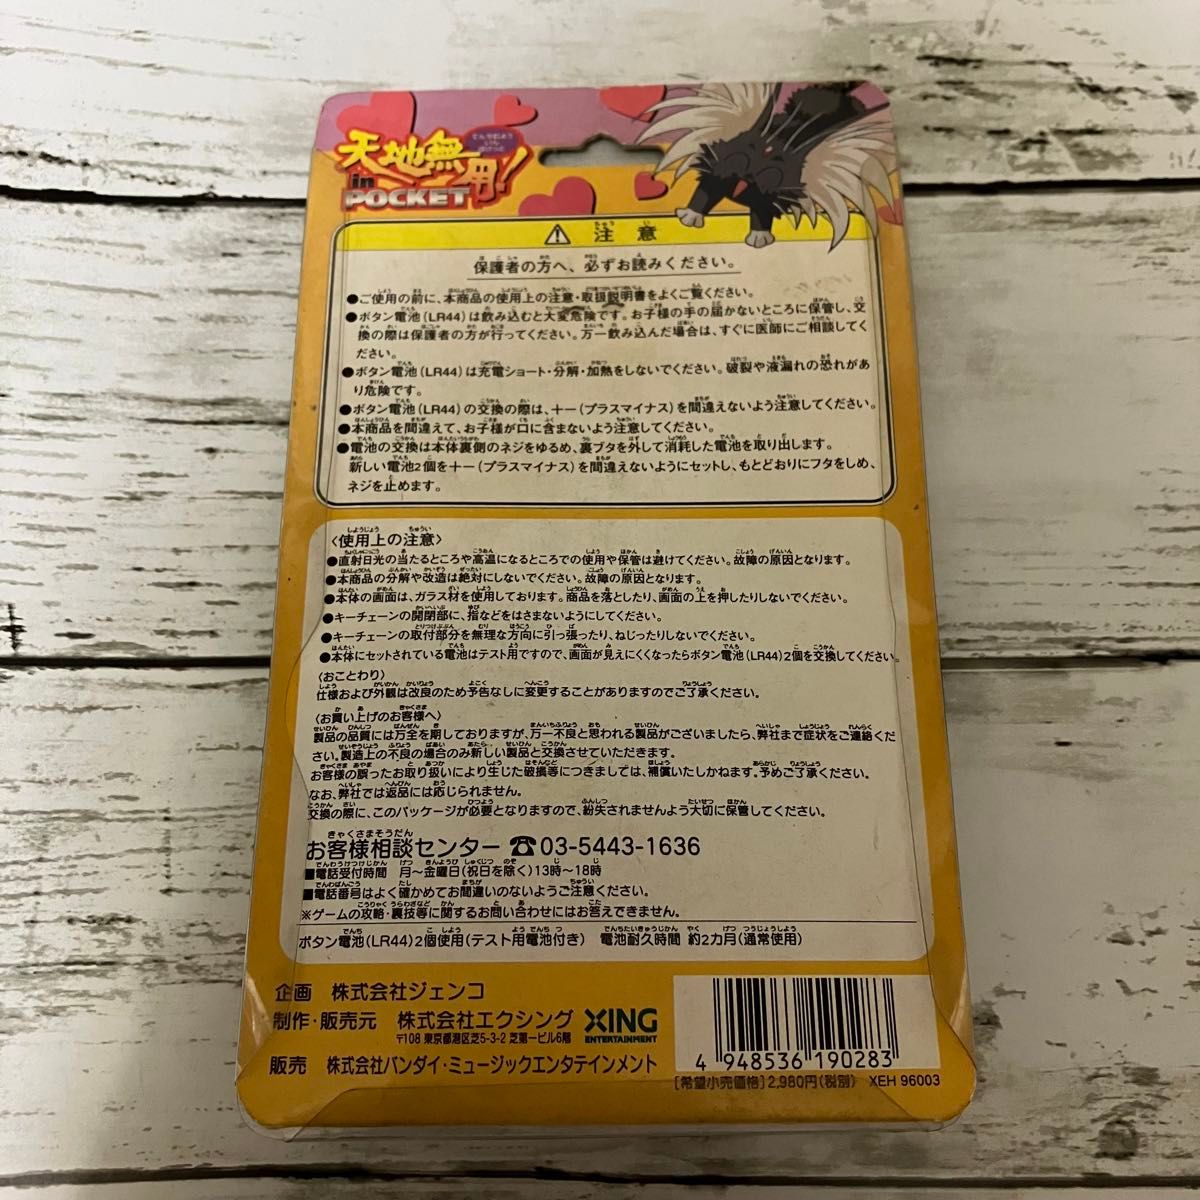 天地無用!
てんちむよう
いん
ぽけっと
in
POCKET
注意
保護者の方へ、必ずお読みください。
●ご使用の前に、本商品の使用上の注意・取扱説明書をよくご覧ください。
●ボタン電池(LR44)は飲み込むと大変危険です。お子様の手の届かないところに保管し、交
換の際は保護者の方が行ってください。万一飲み込んだ場合は、すぐに医師にご相談してく
ださい。
●ボタン電池(LR44)は充電ショート・分解・加熱をしないでください。破裂や液漏れの恐れがあ
り危険です。
●ボタン電池(LR44)の交換の際は、+−(プラスマイナス)を間違えないよう注意してください。
●本商品を間違えて、お子様が口に含まないよう注意してください。
●電池の交換は本体裏側のネジをゆるめ、裏ブタを外して消耗した電池を取り出します。
新しい電池2個を+−(プラスマイナス)を間違えないようにセットし、もとどおりにフタをしめ、
ネジを止めます。
〈使用上の注意〉
●直射日光の当たるところや高温になるところでの使用や保管は避けてください。故障の原因となります。
●本商品の分解や改造は絶対にしないでください。故障の原因となります。
●本体の画面は、ガラス材を使用しております。商品を落としたり、画面の上を押したりしないでください。
●キーチェーンの開閉部に、指などをはさまないようにしてください。
●キーチェーンの取付部分を無理な方向に引っ張ったり、ねじったりしないでください。
●本体にセットされている電池はテスト用ですので、画面が見えにくくなったらボタン電池(LR44)2個を交換してください。
〈おことわり〉
仕様および外観は改良のため予告なしに変更することがありますのでご了承ください。
〈お買い上げのお客様へ〉
製品の品質には万全を期しておりますが、万一不良と思われる製品がございましたら、弊社まで症状をご連絡くだ
さい。製造上の不良の場合のみ新しい製品と交換させていただきます。
お客様の誤ったお取り扱いにより生じた破損等につきましては、補償いたしかねます。予めご了承ください。
なお、弊社では返品には応じられません。
交換の際に、このパッケージが必要となりますので、紛失されませんよう大切に保管してください。
お客様相談センター ☎03-5443-1636
■電話受付時間 月〜金曜日(祝日を除く)13時〜18時
■電話番号はよく確かめてお間違いのないようご注意ください。
※ゲームの攻略・裏技等に関するお問い合わせにはお答えできません。
ボタン電池(LR44)2個使用(テスト用電池付き) 電池耐久時間 約2カ月(通常使用)
企画 株式会社ジェンコ
制作・販売元 株式会社エクシング
XING
ENTERTAINMENT
〒108 東京都港区芝5-3-2 芝第一ビル6階
販売 株式会社バンダイ・ミュージックエンタテインメント
4 948536 190283
[希望小売価格]2,980円(税別) XEH 96003